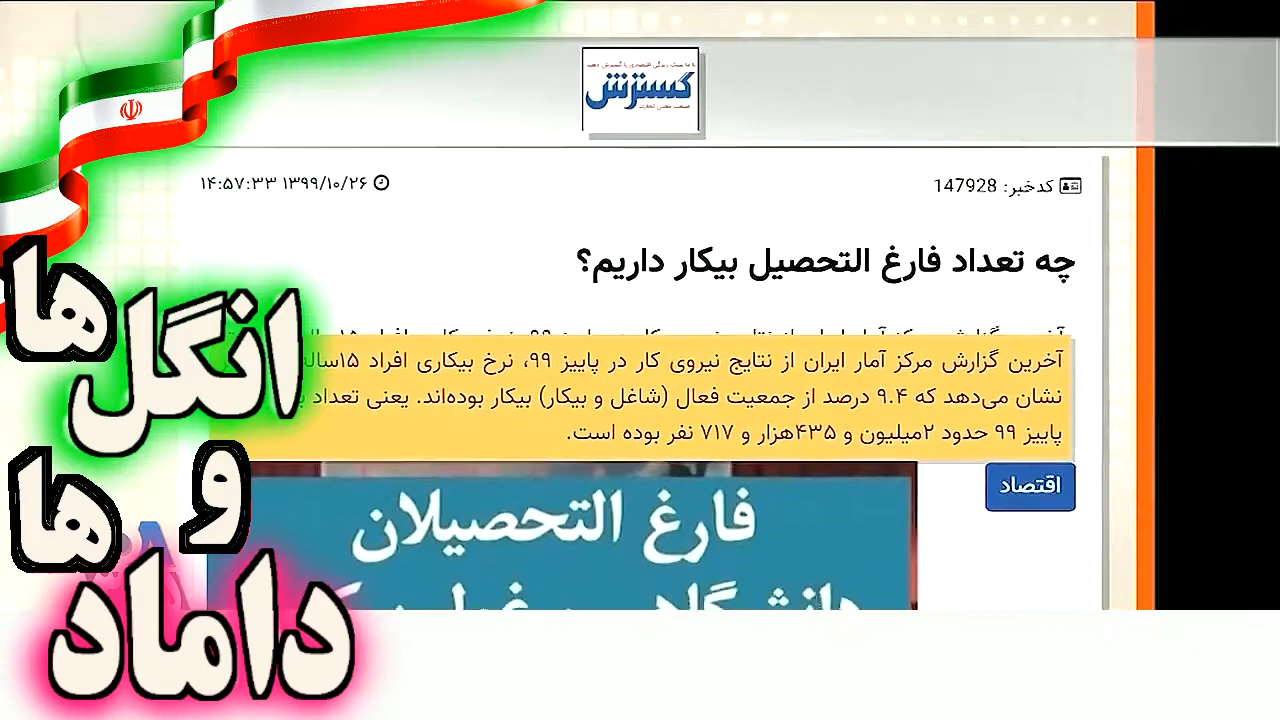 گسترش
کدخبر: 147928
۱۳۹۹/۱۰/۲۶ ۱۴:۵۷:۳۳
چه تعداد فارغ التحصیل بیکار داریم؟
آخرین گزارش مرکز آمار ایران از نتایج نیروی کار در پاییز ۹۹، نرخ بیکاری افراد ۱۵ساله
نشان می‌دهد که ۹.۴ درصد از جمعیت فعال (شاغل و بیکار) بیکار بوده‌اند. یعنی تعداد
پاییز ۹۹ حدود ۲میلیون و ۴۳۵هزار و ۷۱۷ نفر بوده است.
اقتصاد
فارغ التحصیلان
انگل ها
و
داماد ها